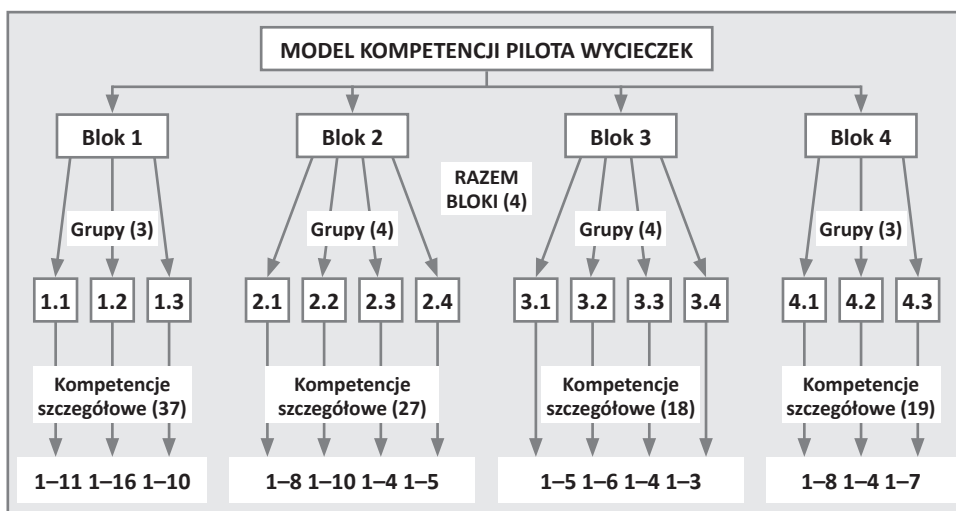 MODEL KOMPETENCJI PILOTA WYCIECZEK
Blok 1
Blok 2
Blok 3
Blok 4
RAZEM
BLOKI (4)
Grupy (3)
Grupy (4)
Grupy (4)
Grupy (3)
1.1 1.2 1.3
2.1 2.2 2.3 2.4
3.1 3.2 3.3 3.4
4.1 4.2 4.3
Kompetencje
szczegółowe (37)
Kompetencje
szczegółowe (27)
Kompetencje
szczegółowe (18)
Kompetencje
szczegółowe (19)
1–11 1–16 1–10
1–8 1–10 1–4 1–5
1–5 1–6 1–4 1–3
1–8 1–4 1–7